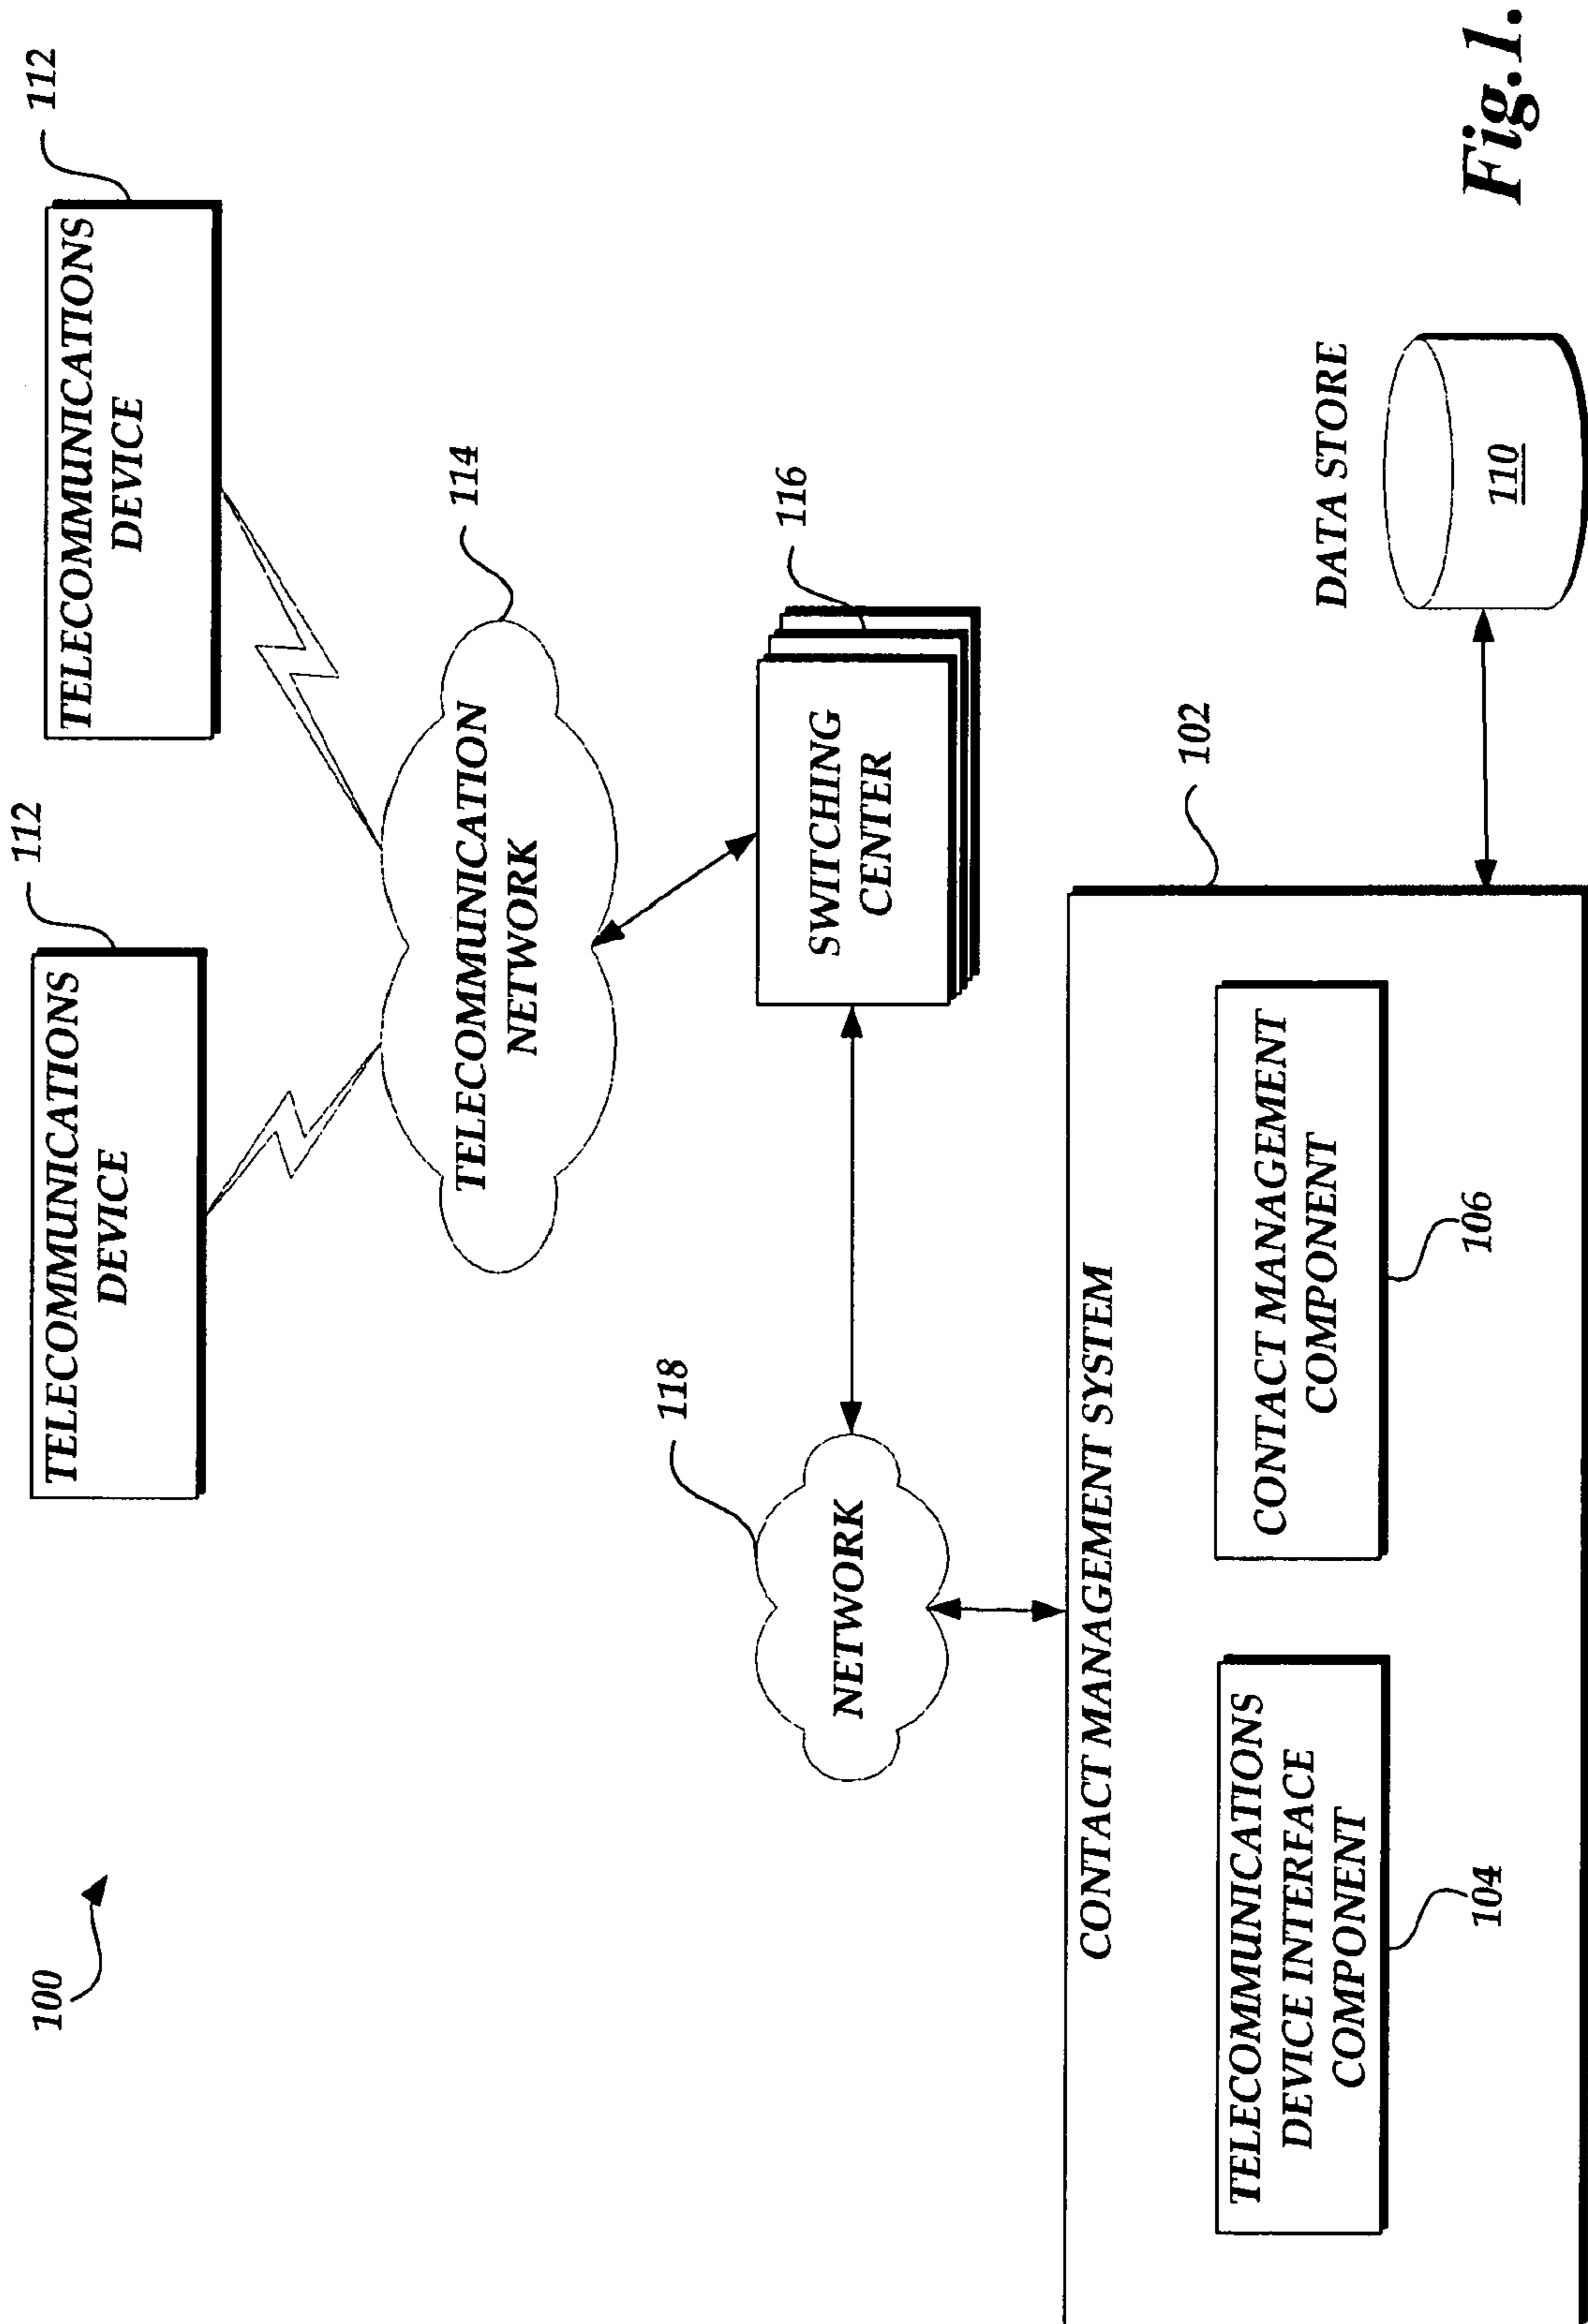 100
112
TELECOMMUNICATIONS
DEVICE
112
TELECOMMUNICATIONS
DEVICE
114
TELECOMMUNICATION
NETWORK
118
NETWORK
116
SWITCHING
CENTER
102
CONTACT MANAGEMENT SYSTEM
TELECOMMUNICATIONS
DEVICE INTERFACE
COMPONENT
104
CONTACT MANAGEMENT
COMPONENT
106
DATA STORE
110
Fig.1.